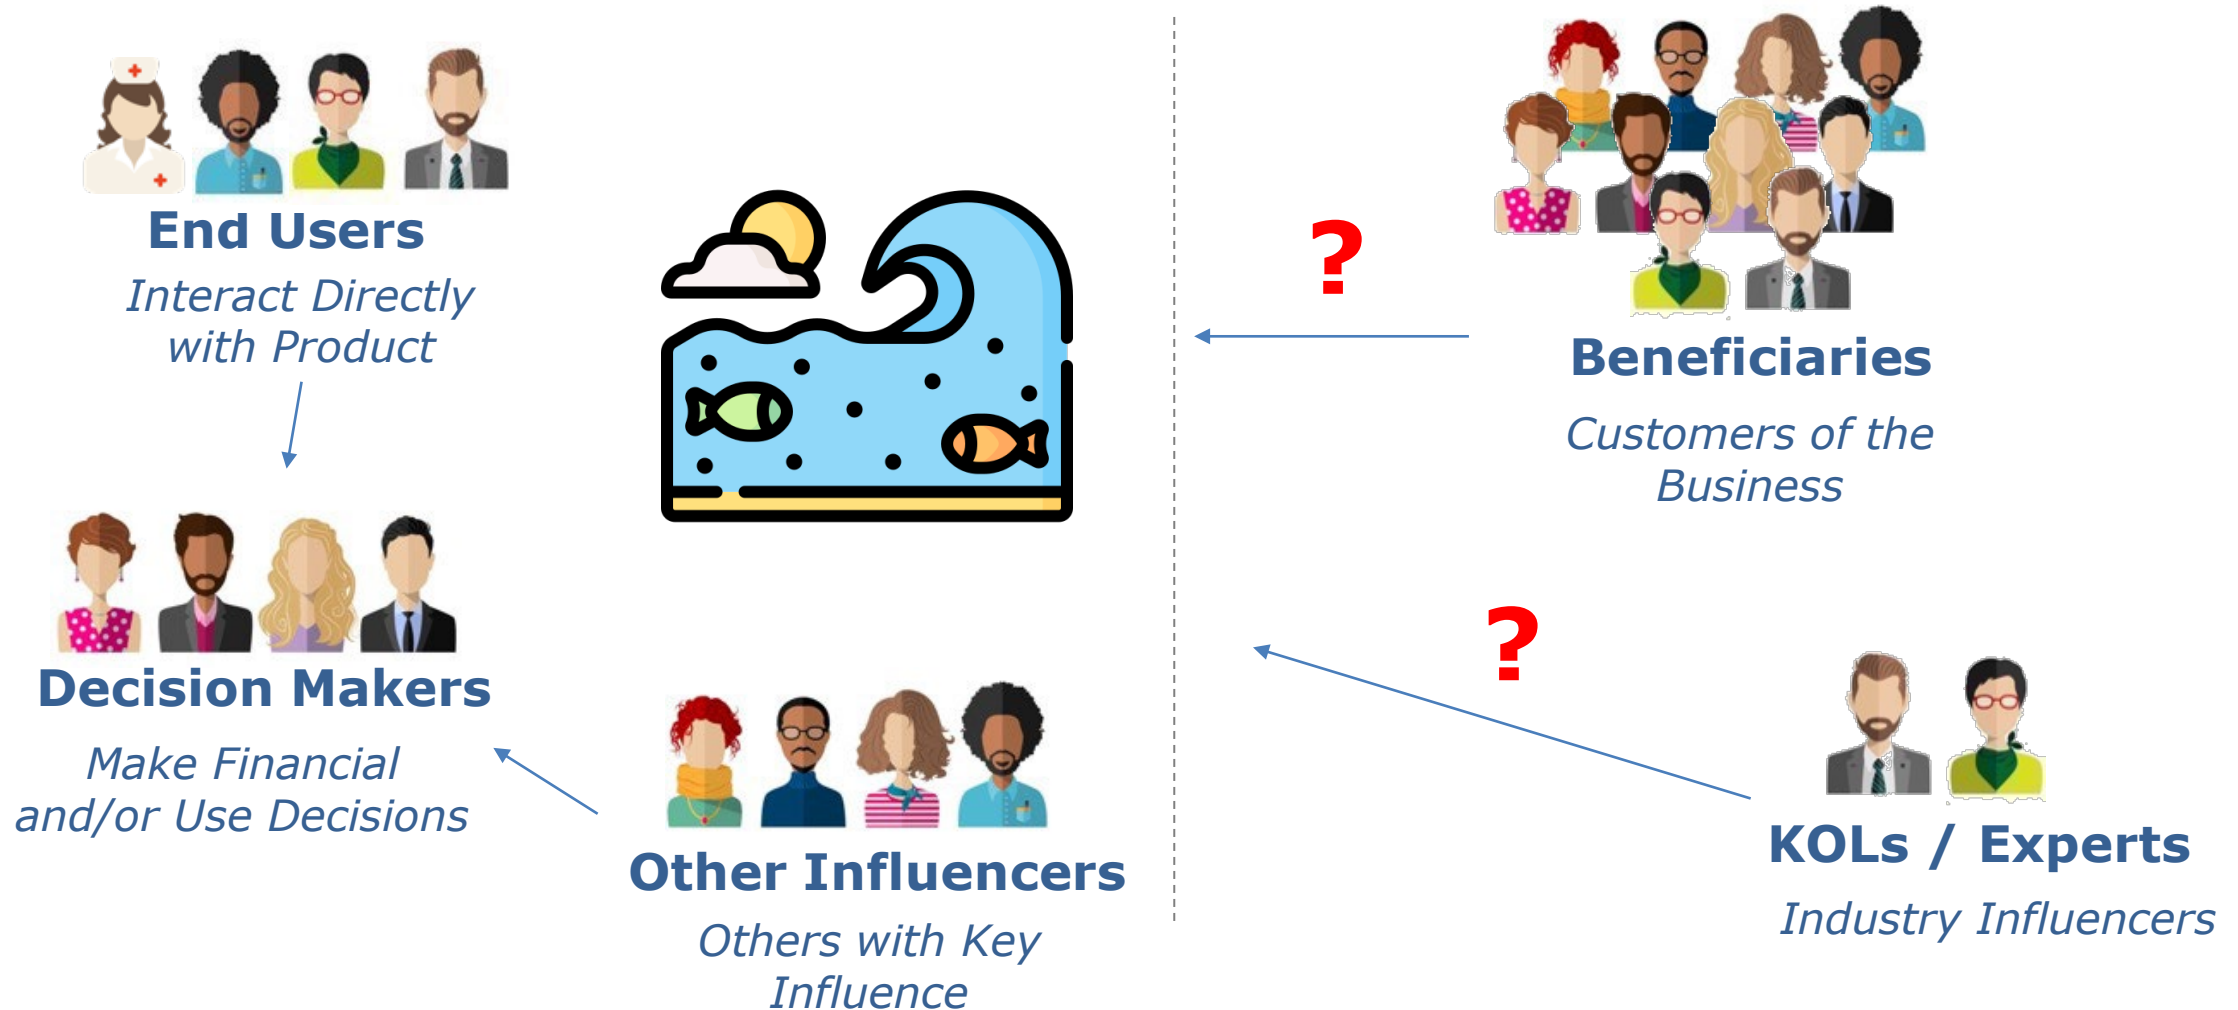 End Users
Interact Directly
with Product
?
Beneficiaries
Customers of the
Business
Decision Makers
Make Financial
and/or Use Decisions
Other Influencers
Others with Key
Influence
?
KOLs / Experts
Industry Influencers